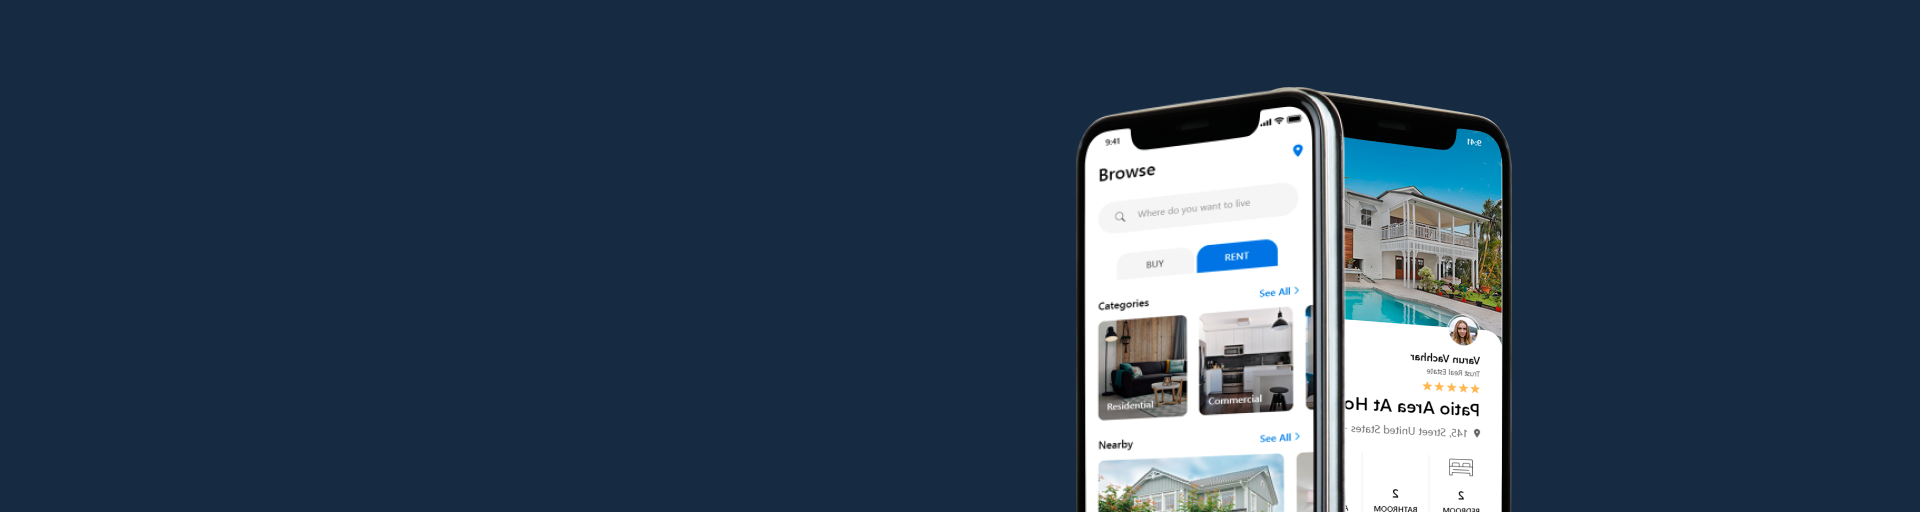 9:41
Browse
Where do you want to live
BUY
RENT
Categories
See All
Residential
Commercial
Nearby
See All
9:41
Varun Vachhar
Trust Real Estate
Patio Area At Ho
145, Street United States -
2
BEDROOM
2
BATHROOM
A